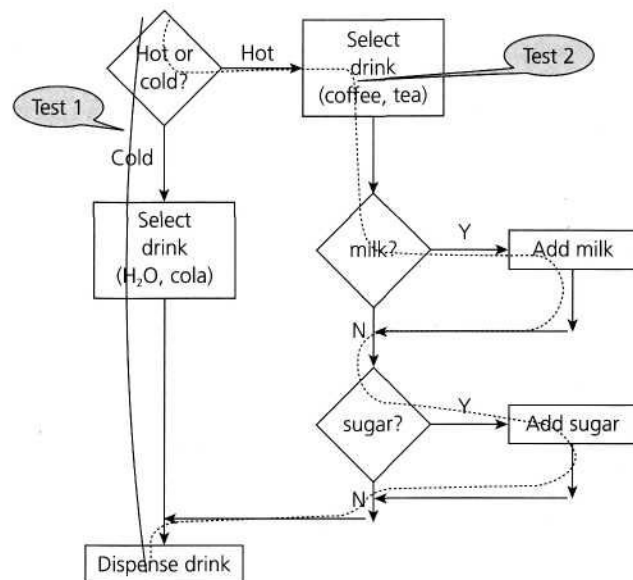 Hot or
cold?
Hot
Select
drink
(coffee, tea)
Test 2
Test 1
Cold
Select
drink
(H₂O, cola)
milk?
Y
Add milk
N
sugar?
Y
Add sugar
N
Dispense drink